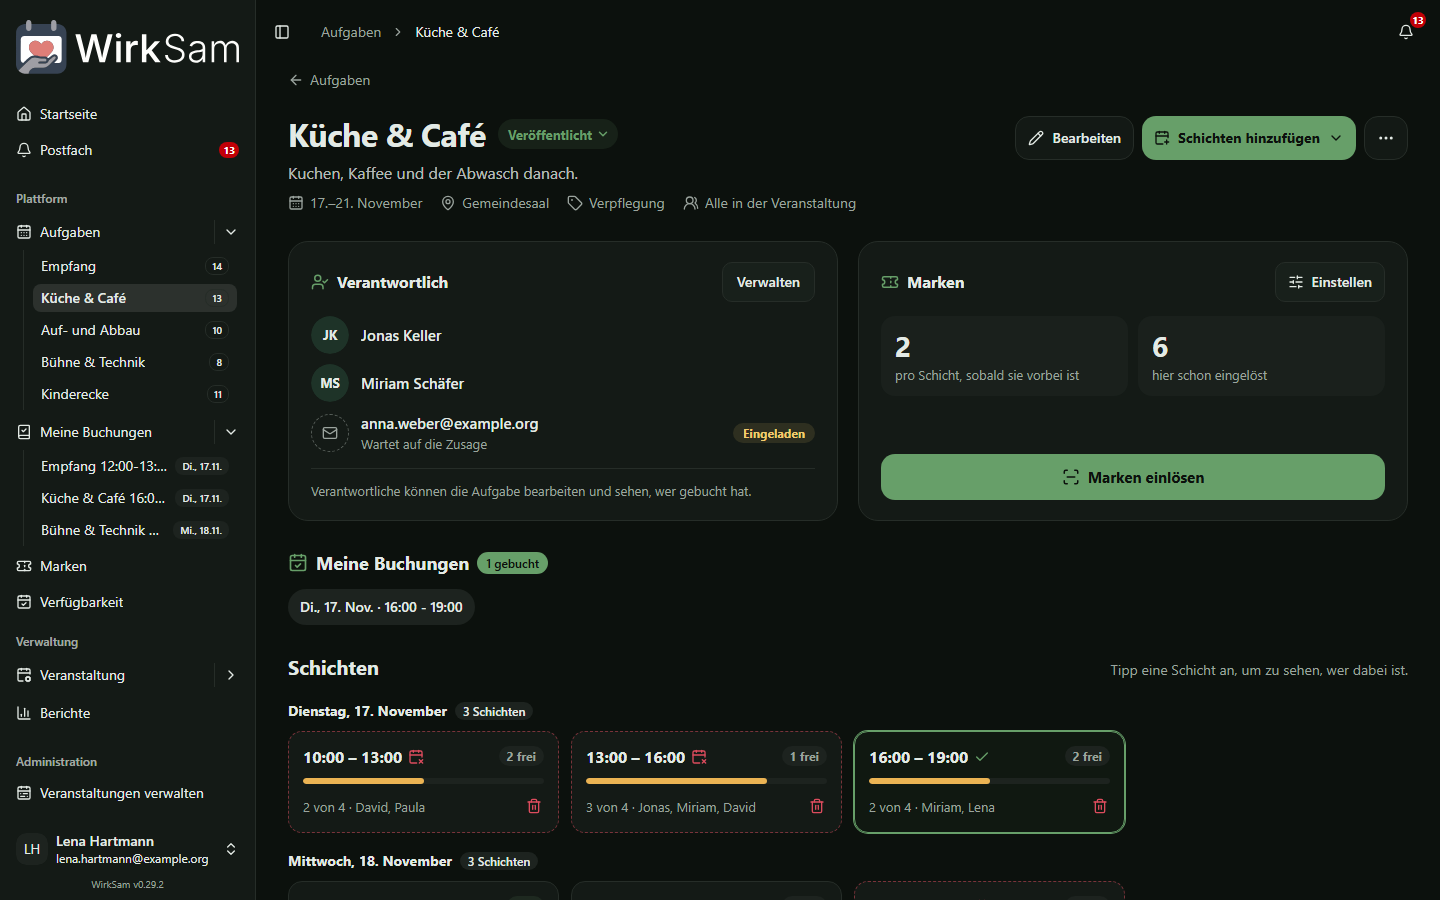 WirkSam
Startseite
Postfach 13
Plattform
Aufgaben
Empfang 14
Küche & Café 13
Auf- und Abbau 10
Bühne & Technik 8
Kinderecke 11
Meine Buchungen
Empfang 12:00-13:... Di., 17.11.
Küche & Café 16:0... Di., 17.11.
Bühne & Technik ... Mi., 18.11.
Marken
Verfügbarkeit
Verwaltung
Veranstaltung
Berichte
Administration
Veranstaltungen verwalten
LH Lena Hartmann
lena.hartmann@example.org
WirkSam v0.29.2
Aufgaben > Küche & Café
13
← Aufgaben
Küche & Café Veröffentlicht
Bearbeiten Schichten hinzufügen ...
Kuchen, Kaffee und der Abwasch danach.
17.–21. November Gemeindesaal Verpflegung Alle in der Veranstaltung
Verantwortlich Verwalten
JK Jonas Keller
MS Miriam Schäfer
anna.weber@example.org
Wartet auf die Zusage
Eingeladen
Verantwortliche können die Aufgabe bearbeiten und sehen, wer gebucht hat.
Marken Einstellen
2
pro Schicht, sobald sie vorbei ist
6
hier schon eingelöst
Marken einlösen
Meine Buchungen 1 gebucht
Di., 17. Nov. · 16:00 - 19:00
Schichten
Tipp eine Schicht an, um zu sehen, wer dabei ist.
Dienstag, 17. November 3 Schichten
10:00 – 13:00 2 frei
2 von 4 · David, Paula
13:00 – 16:00 1 frei
3 von 4 · Jonas, Miriam, David
16:00 – 19:00 2 frei
2 von 4 · Miriam, Lena
Mittwoch, 18. November 3 Schichten